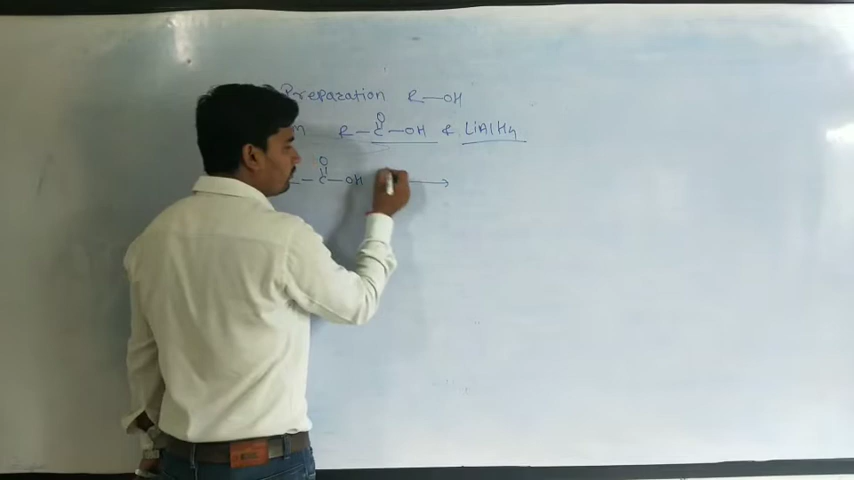 Preparation R—OH
R—C—OH & LiAlH4
O
—C—OH →
O